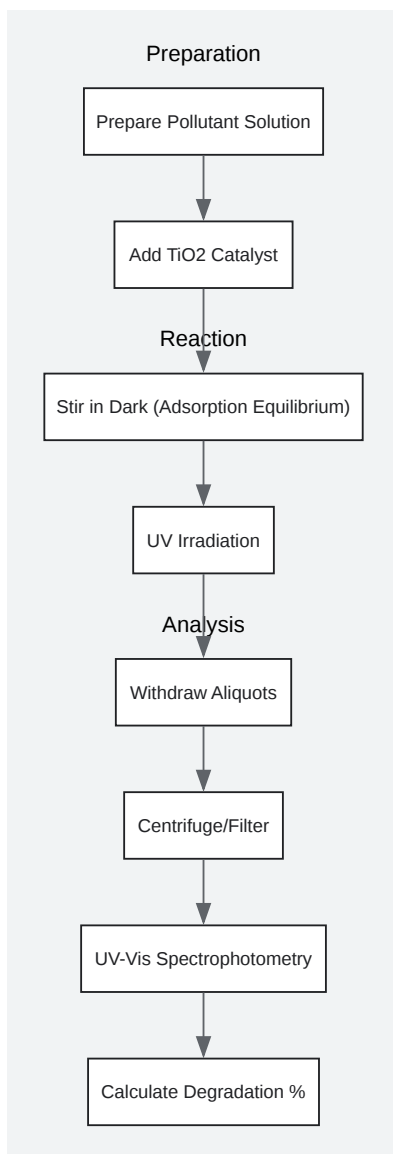 Preparation
Prepare Pollutant Solution
Add TiO2 Catalyst
Reaction
Stir in Dark (Adsorption Equilibrium)
UV Irradiation
Analysis
Withdraw Aliquots
Centrifuge/Filter
UV-Vis Spectrophotometry
Calculate Degradation %